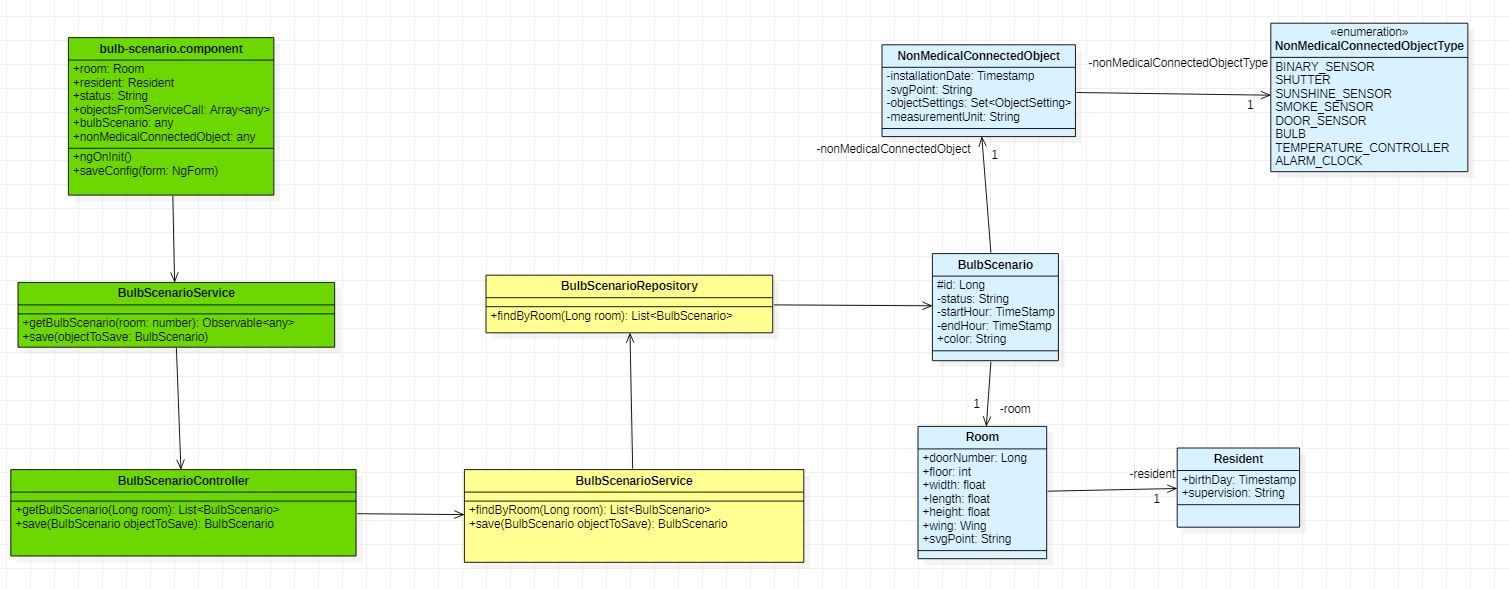 bulb-scenario.component
+room: Room
+resident: Resident
+status: String
+objectsFromServiceCall: Array<any>
+bulbScenario: any
+nonMedicalConnectedObject: any
+ngOnInit()
+saveConfig(form: NgForm)
BulbScenarioService
+getBulbScenario(room: number): Observable<any>
+save(objectToSave: BulbScenario)
BulbScenarioController
+getBulbScenario(Long room): List<BulbScenario>
+save(BulbScenario objectToSave): BulbScenario
BulbScenarioService
+findByRoom(Long room): List<BulbScenario>
+save(BulbScenario objectToSave): BulbScenario
BulbScenarioRepository
+findByRoom(Long room): List<BulbScenario>
BulbScenario
#id: Long
-status: String
-startHour: TimeStamp
-endHour: TimeStamp
+color: String
-nonMedicalConnectedObject
1
NonMedicalConnectedObject
-installationDate: Timestamp
-svgPoint: String
-objectSettings: Set<ObjectSetting>
-measurementUnit: String
-nonMedicalConnectedObjectType
1
«enumeration»
NonMedicalConnectedObjectType
BINARY_SENSOR
SHUTTER
SUNSHINE_SENSOR
SMOKE_SENSOR
DOOR_SENSOR
BULB
TEMPERATURE_CONTROLLER
ALARM_CLOCK
1
-room
Room
+doorNumber: Long
+floor: int
+width: float
+length: float
+height: float
+wing: Wing
+svgPoint: String
-resident
1
Resident
+birthDay: Timestamp
+supervision: String